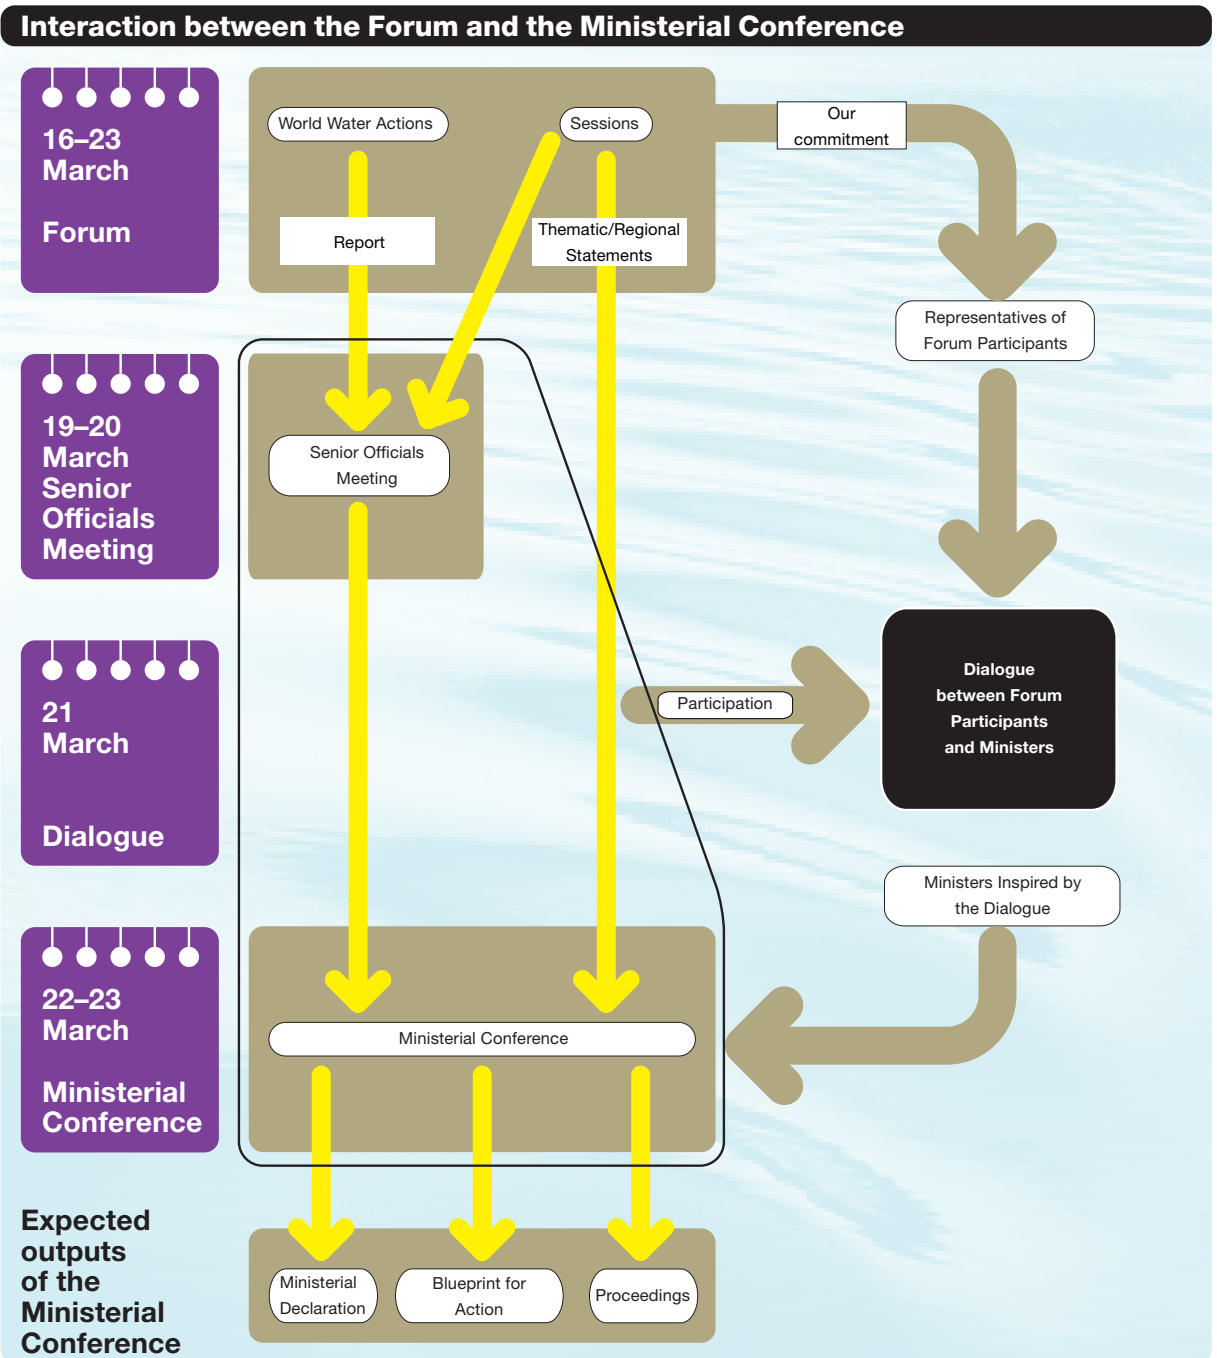 Interaction between the Forum and the Ministerial Conference
16–23
March
Forum
World Water Actions
Sessions
Our
commitment
Report
Thematic/Regional
Statements
Representatives of
Forum Participants
19–20
March
Senior
Officials
Meeting
Senior Officials
Meeting
21
March
Dialogue
Participation
Dialogue
between Forum
Participants
and Ministers
Ministers Inspired by
the Dialogue
22–23
March
Ministerial
Conference
Ministerial Conference
Expected
outputs
of the
Ministerial
Conference
Ministerial
Declaration
Blueprint for
Action
Proceedings